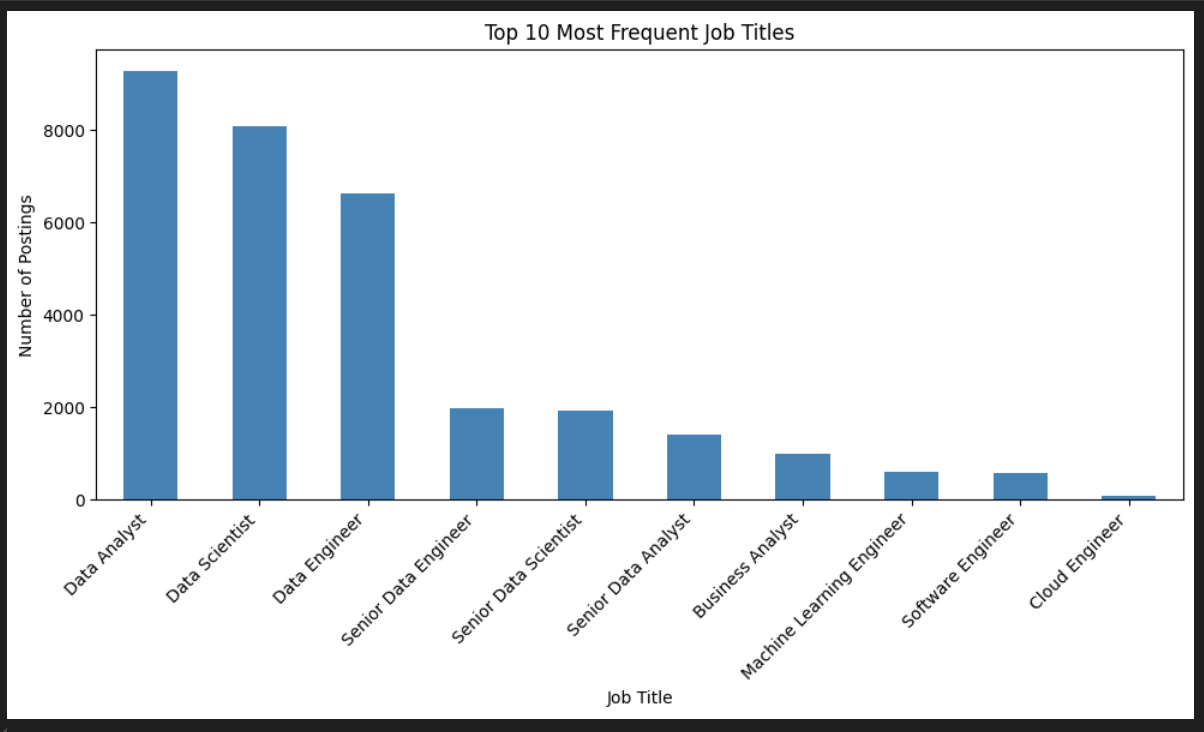 Top 10 Most Frequent Job Titles
Number of Postings
8000
6000
4000
2000
0
Data Analyst
Data Scientist
Data Engineer
Senior Data Engineer
Senior Data Scientist
Senior Data Analyst
Business Analyst
Machine Learning Engineer
Software Engineer
Cloud Engineer
Job Title